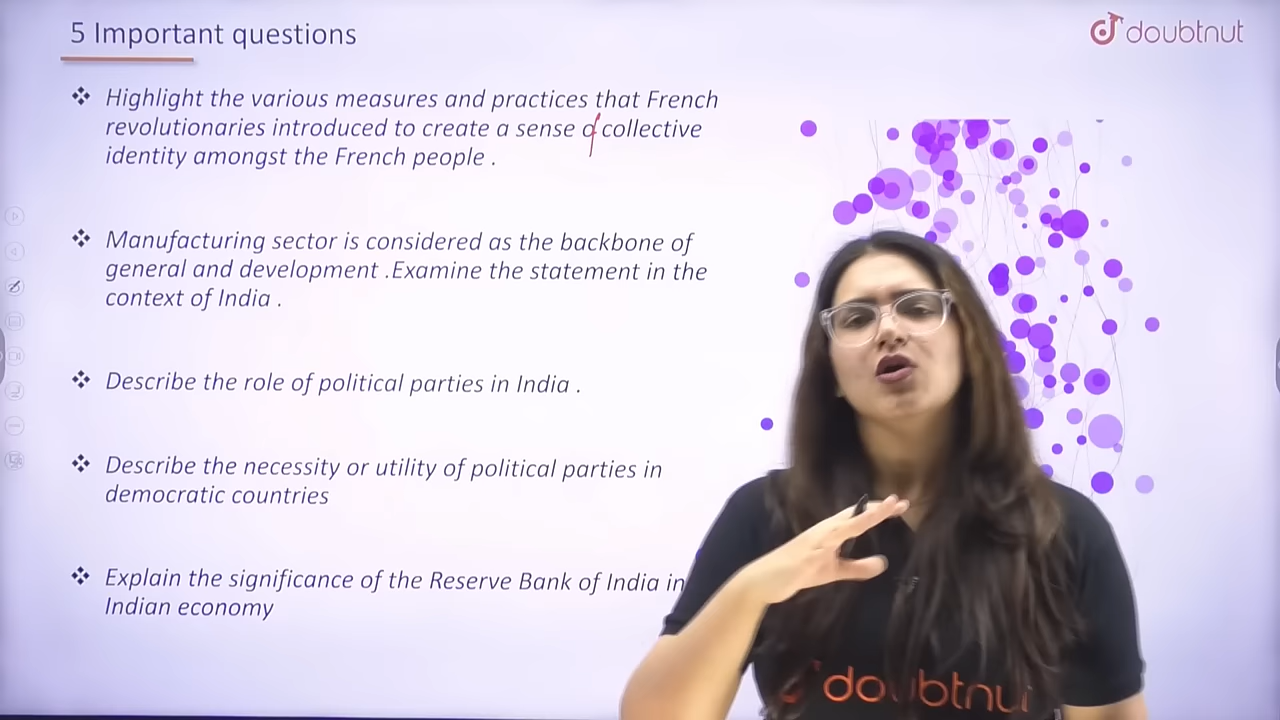 5 Important questions
doubtnut
❖ Highlight the various measures and practices that French
revolutionaries introduced to create a sense of collective
identity amongst the French people .
❖ Manufacturing sector is considered as the backbone of
general and development .Examine the statement in the
context of India .
❖ Describe the role of political parties in India .
❖ Describe the necessity or utility of political parties in
democratic countries
❖ Explain the significance of the Reserve Bank of India in
Indian economy
doubtnut